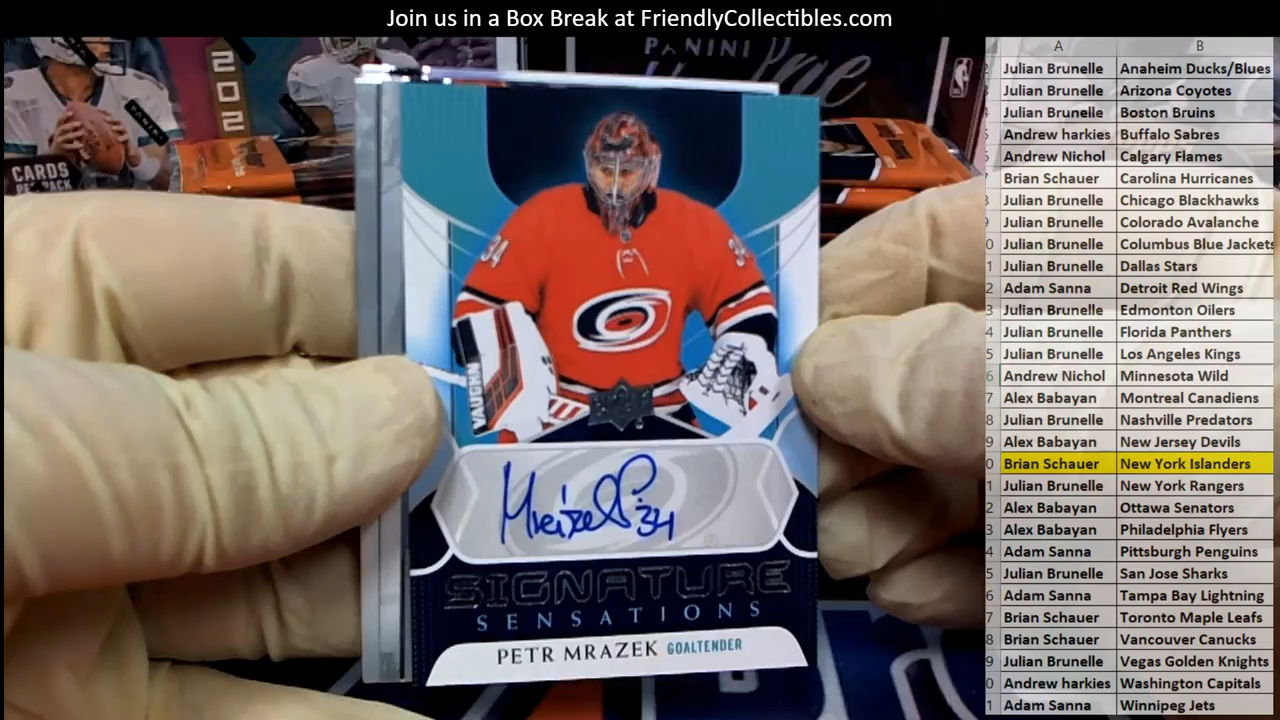 Join us in a Box Break at FriendlyCollectibles.com
PANINI
202
CARDS
PER PACK
NBA
34
VAUGHN
Mrazek 34
SIGNATURE
SENSATIONS
PETR MRAZEK GOALTENDER
A B
Julian Brunelle Anaheim Ducks/Blues
Julian Brunelle Arizona Coyotes
Julian Brunelle Boston Bruins
Andrew harkies Buffalo Sabres
Andrew Nichol Calgary Flames
Brian Schauer Carolina Hurricanes
Julian Brunelle Chicago Blackhawks
Julian Brunelle Colorado Avalanche
Julian Brunelle Columbus Blue Jackets
Julian Brunelle Dallas Stars
Adam Sanna Detroit Red Wings
Julian Brunelle Edmonton Oilers
Julian Brunelle Florida Panthers
Julian Brunelle Los Angeles Kings
Andrew Nichol Minnesota Wild
Alex Babayan Montreal Canadiens
Julian Brunelle Nashville Predators
Alex Babayan New Jersey Devils
Brian Schauer New York Islanders
Julian Brunelle New York Rangers
Alex Babayan Ottawa Senators
Alex Babayan Philadelphia Flyers
Adam Sanna Pittsburgh Penguins
Julian Brunelle San Jose Sharks
Adam Sanna Tampa Bay Lightning
Brian Schauer Toronto Maple Leafs
Brian Schauer Vancouver Canucks
Julian Brunelle Vegas Golden Knights
Andrew harkies Washington Capitals
Adam Sanna Winnipeg Jets